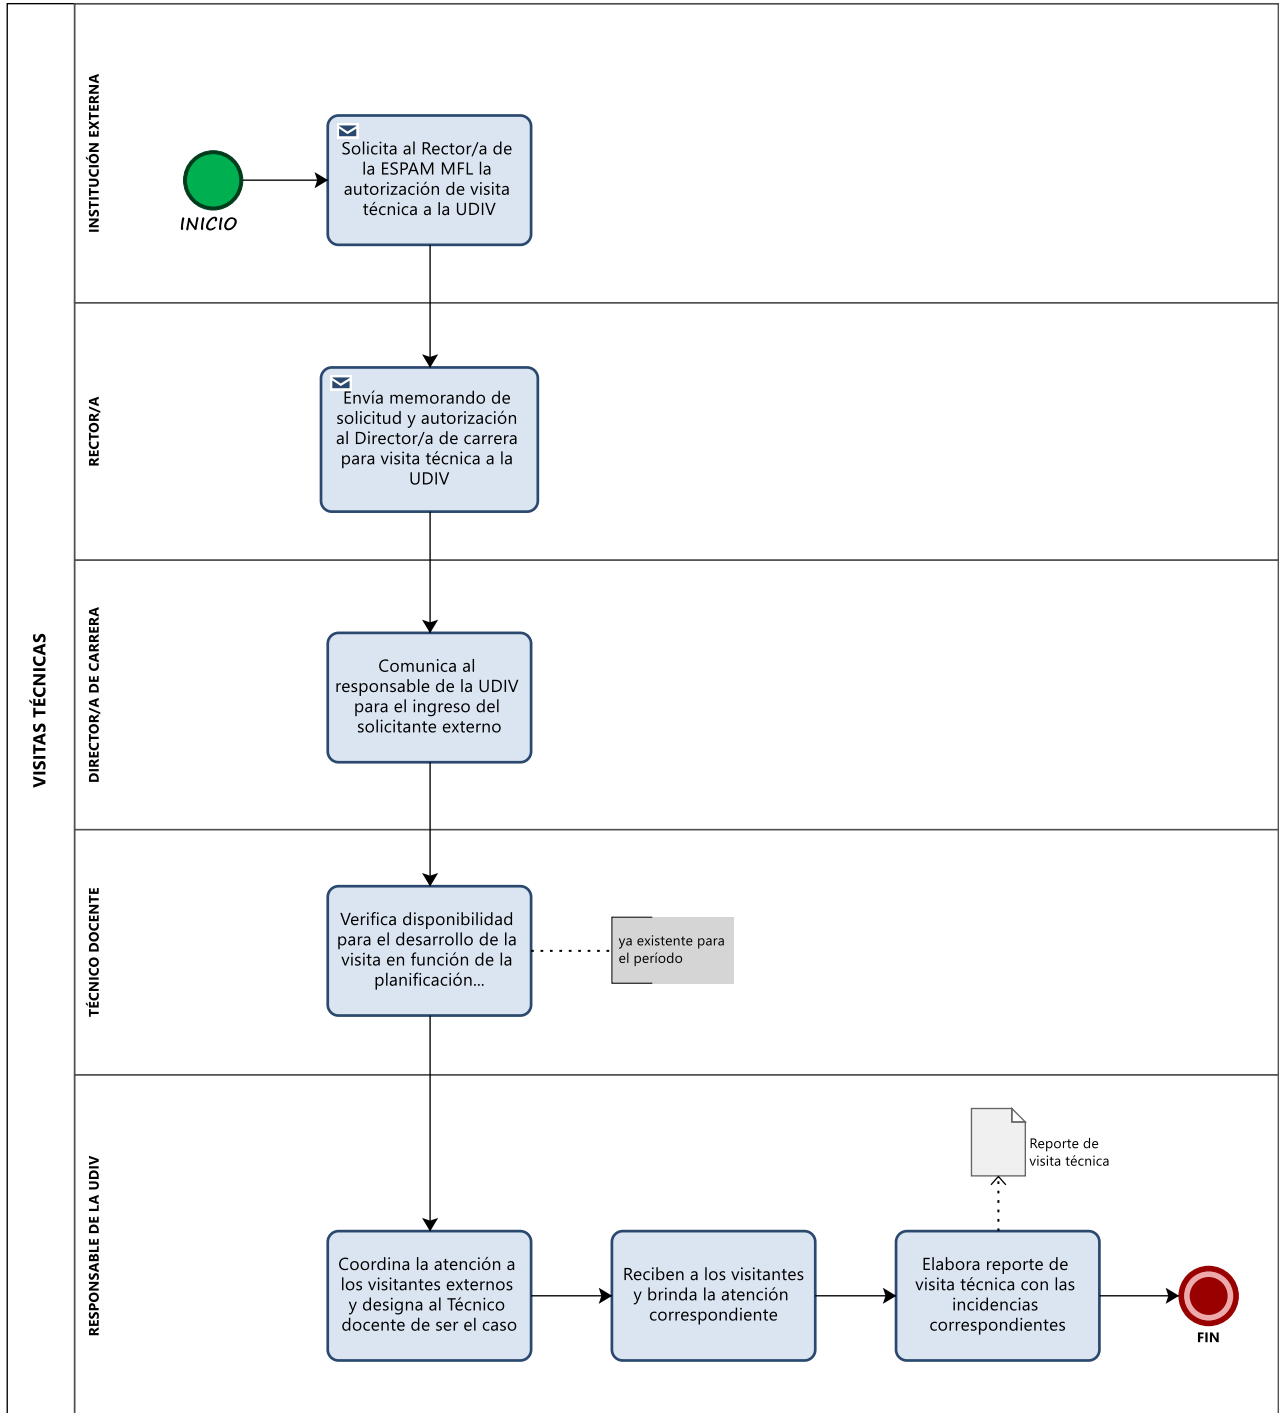 VISITAS TÉCNICAS
INSTITUCIÓN EXTERNA
INICIO
Solicita al Rector/a de
la ESPAM MFL la
autorización de visita
técnica a la UDIV
RECTOR/A
Envía memorando de
solicitud y autorización
al Director/a de carrera
para visita técnica a la
UDIV
DIRECTOR/A DE CARRERA
Comunica al
responsable de la UDIV
para el ingreso del
solicitante externo
TÉCNICO DOCENTE
Verifica disponibilidad
para el desarrollo de la
visita en función de la
planificación...
ya existente para
el período
RESPONSABLE DE LA UDIV
Coordina la atención a
los visitantes externos
y designa al Técnico
docente de ser el caso
Reciben a los visitantes
y brinda la atención
correspondiente
Reporte de
visita técnica
Elabora reporte de
visita técnica con las
incidencias
correspondientes
FIN